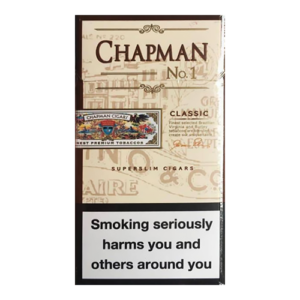 CHAPMAN
No.1
CHAPMAN CIGARS
CLASSIC
BEST PREMIUM TOBACCOS
SUPERSLIM CIGARS
AIRE
Smoking seriously
harms you and
others around you